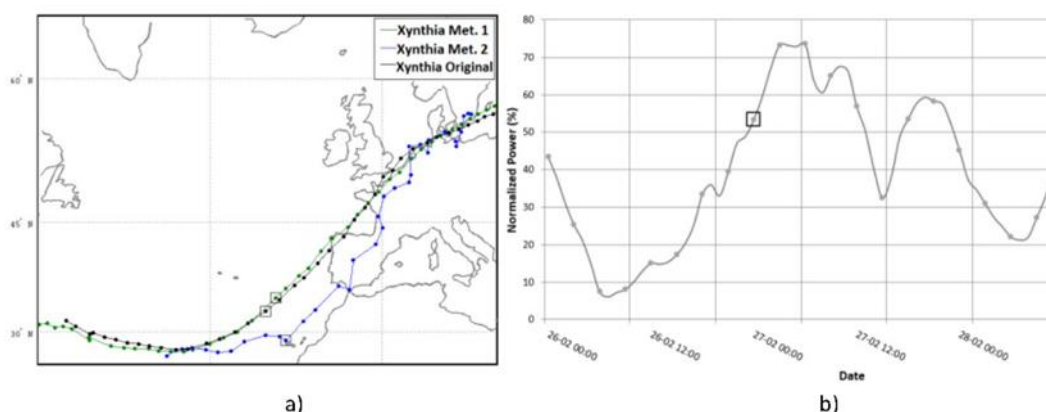 Xynthia Met. 1
Xynthia Met. 2
Xynthia Original
60° N
45° N
30° N
a)
Normalized Power (%)
80
70
60
50
40
30
20
10
0
26-02 00:00
26-02 12:00
27-02 00:00
27-02 12:00
28-02 00:00
Date
b)